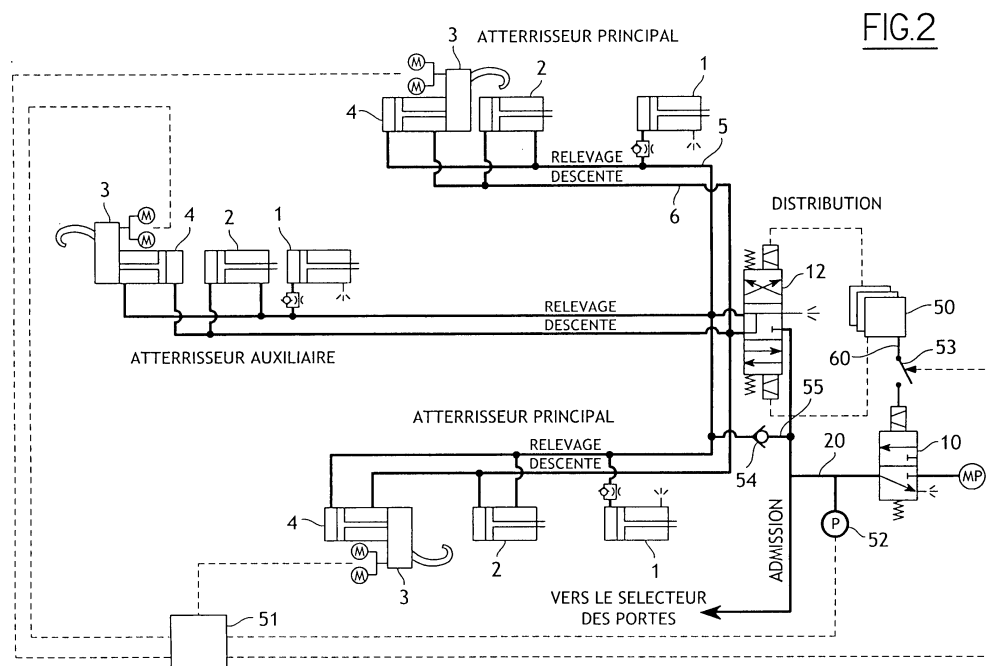 FIG.2
ATTERRISSEUR PRINCIPAL
3
M
M
2
1
4
5
RELEVAGE
DESCENTE
6
DISTRIBUTION
3
M
M
4
2
1
12
50
60
53
RELEVAGE
DESCENTE
ATTERRISSEUR AUXILIAIRE
55
ATTERRISSEUR PRINCIPAL
RELEVAGE
DESCENTE
54
20
10
MP
4
2
1
P
52
M
M
3
ADMISSION
VERS LE SELECTEUR
DES PORTES
51